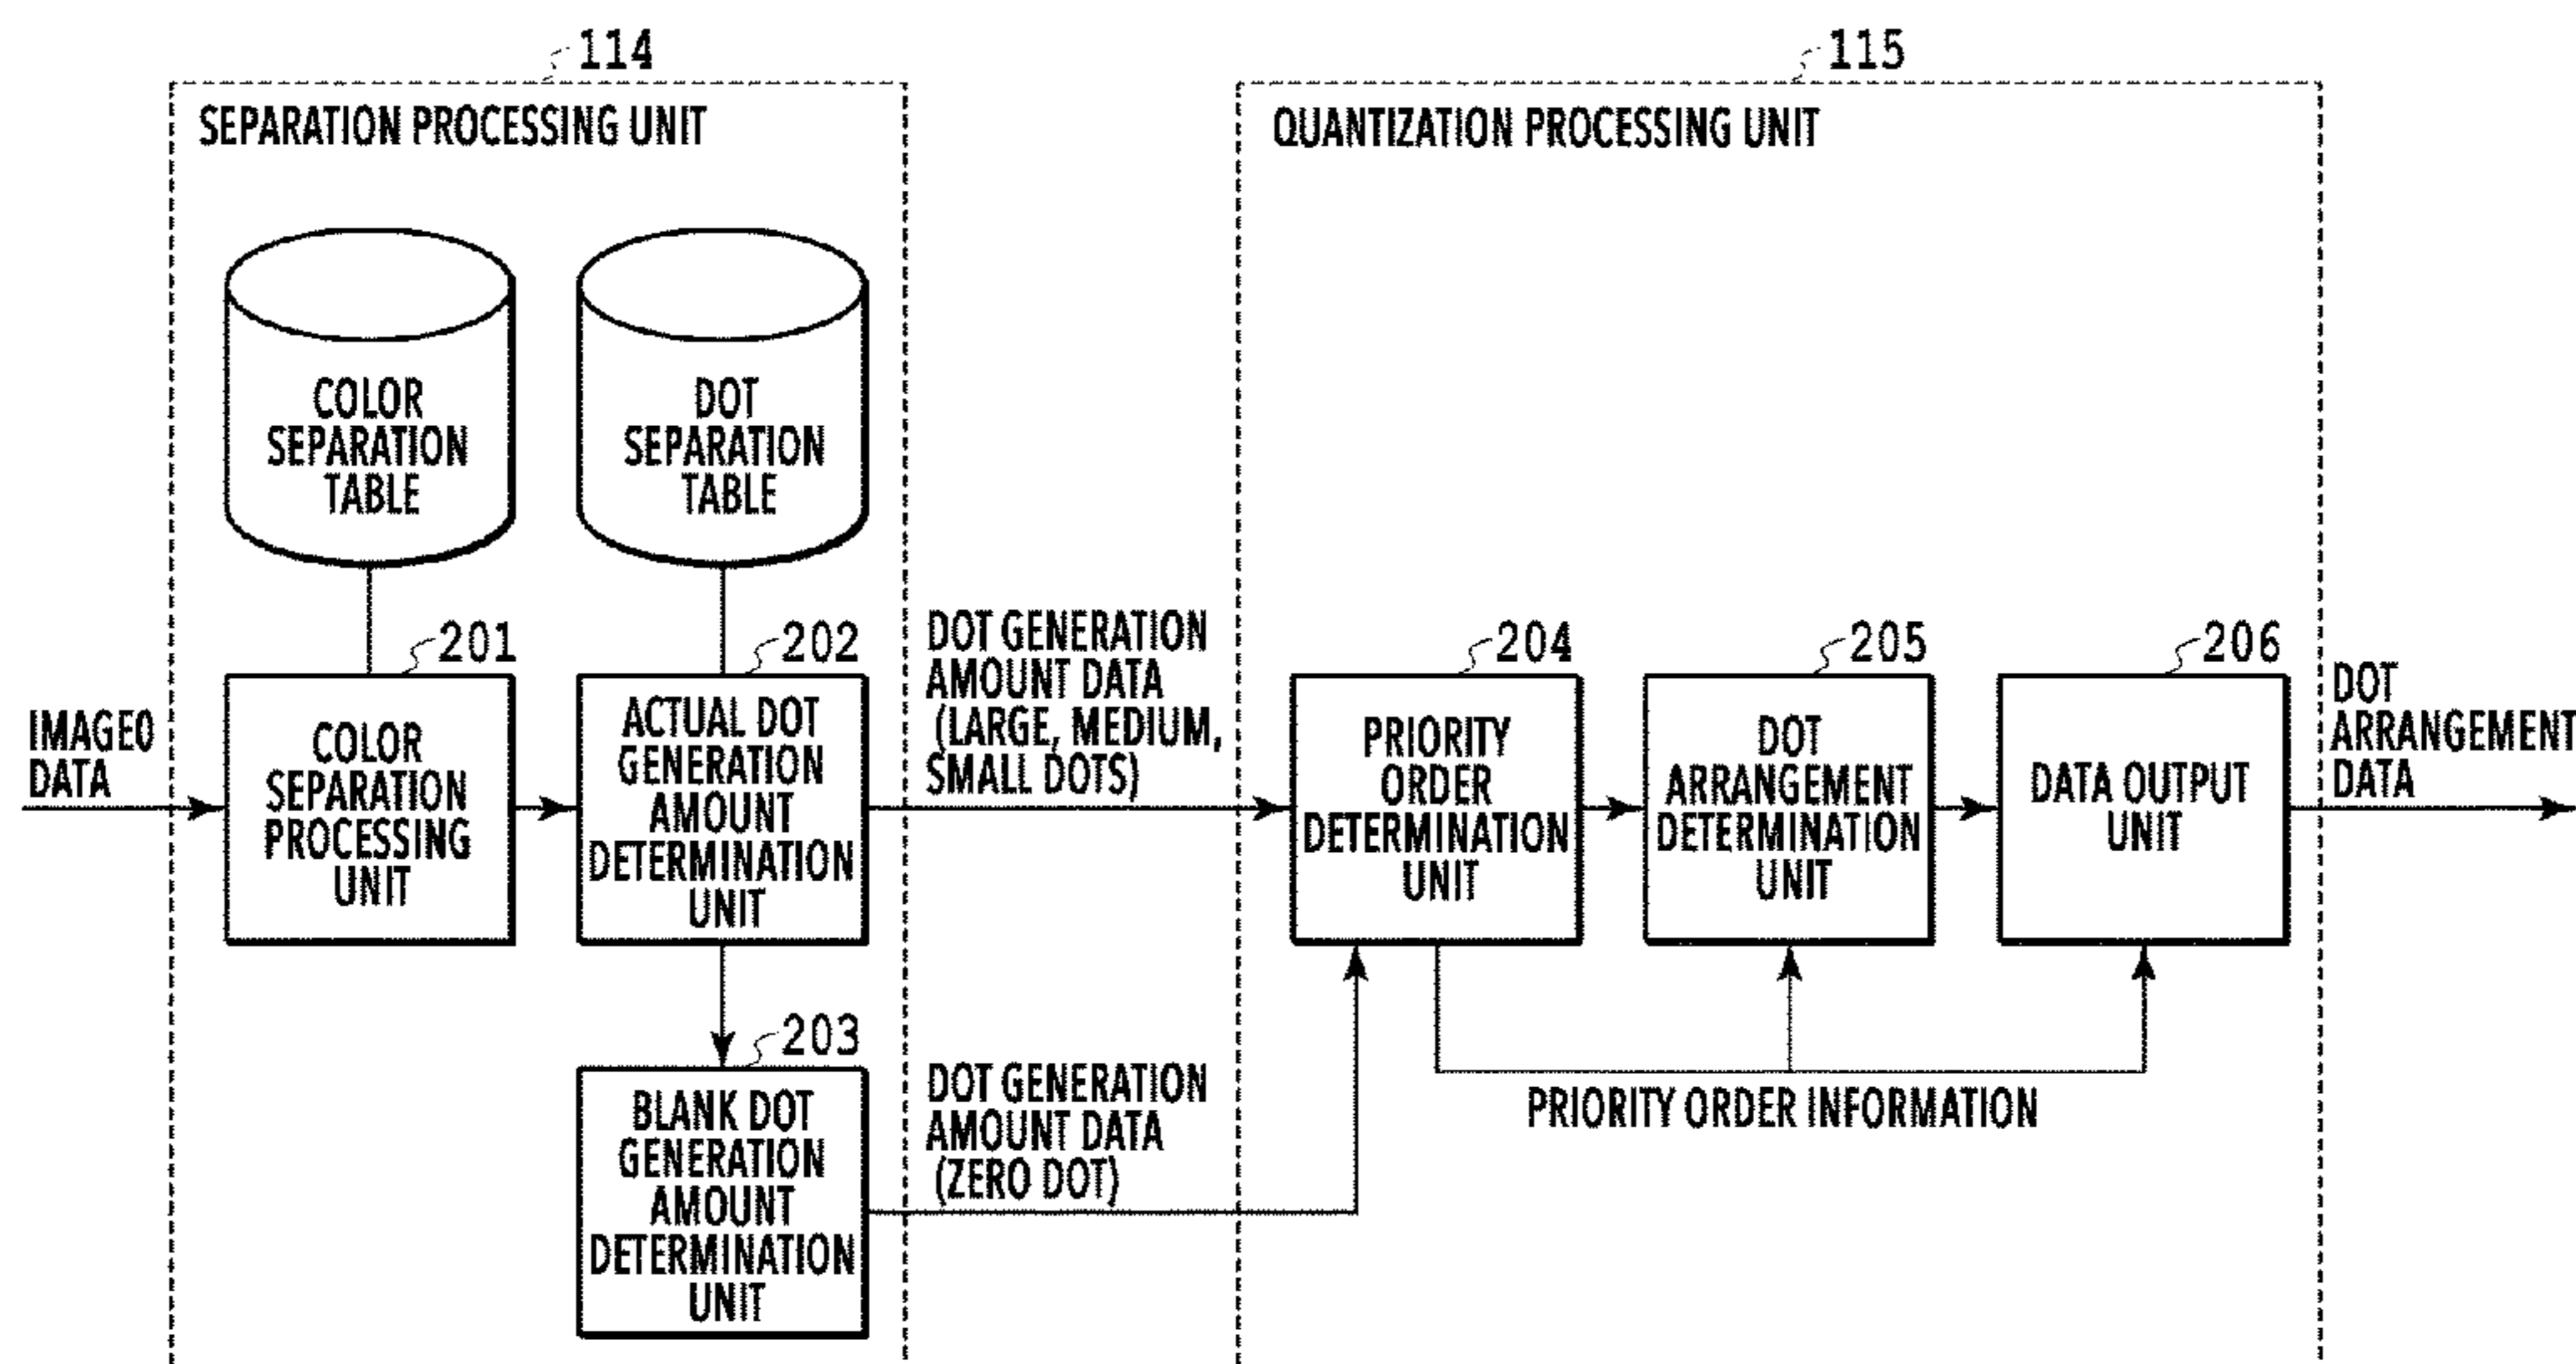 114
115
SEPARATION PROCESSING UNIT
QUANTIZATION PROCESSING UNIT
COLOR
SEPARATION
TABLE
DOT
SEPARATION
TABLE
IMAGE0
DATA
201
COLOR
SEPARATION
PROCESSING
UNIT
202
ACTUAL DOT
GENERATION
AMOUNT
DETERMINATION
UNIT
DOT GENERATION
AMOUNT DATA
(LARGE, MEDIUM,
SMALL DOTS)
203
BLANK DOT
GENERATION
AMOUNT
DETERMINATION
UNIT
DOT GENERATION
AMOUNT DATA
(ZERO DOT)
204
PRIORITY
ORDER
DETERMINATION
UNIT
205
DOT
ARRANGEMENT
DETERMINATION
UNIT
206
DATA OUTPUT
UNIT
DOT
ARRANGEMENT
DATA
PRIORITY ORDER INFORMATION